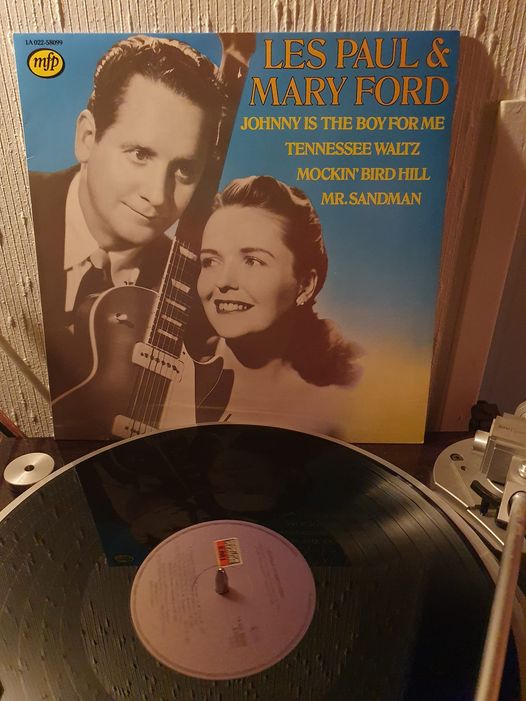 1A 022-58099
mfp
LES PAUL &
MARY FORD
JOHNNY IS THE BOY FOR ME
TENNESSEE WALTZ
MOCKIN' BIRD HILL
MR. SANDMAN